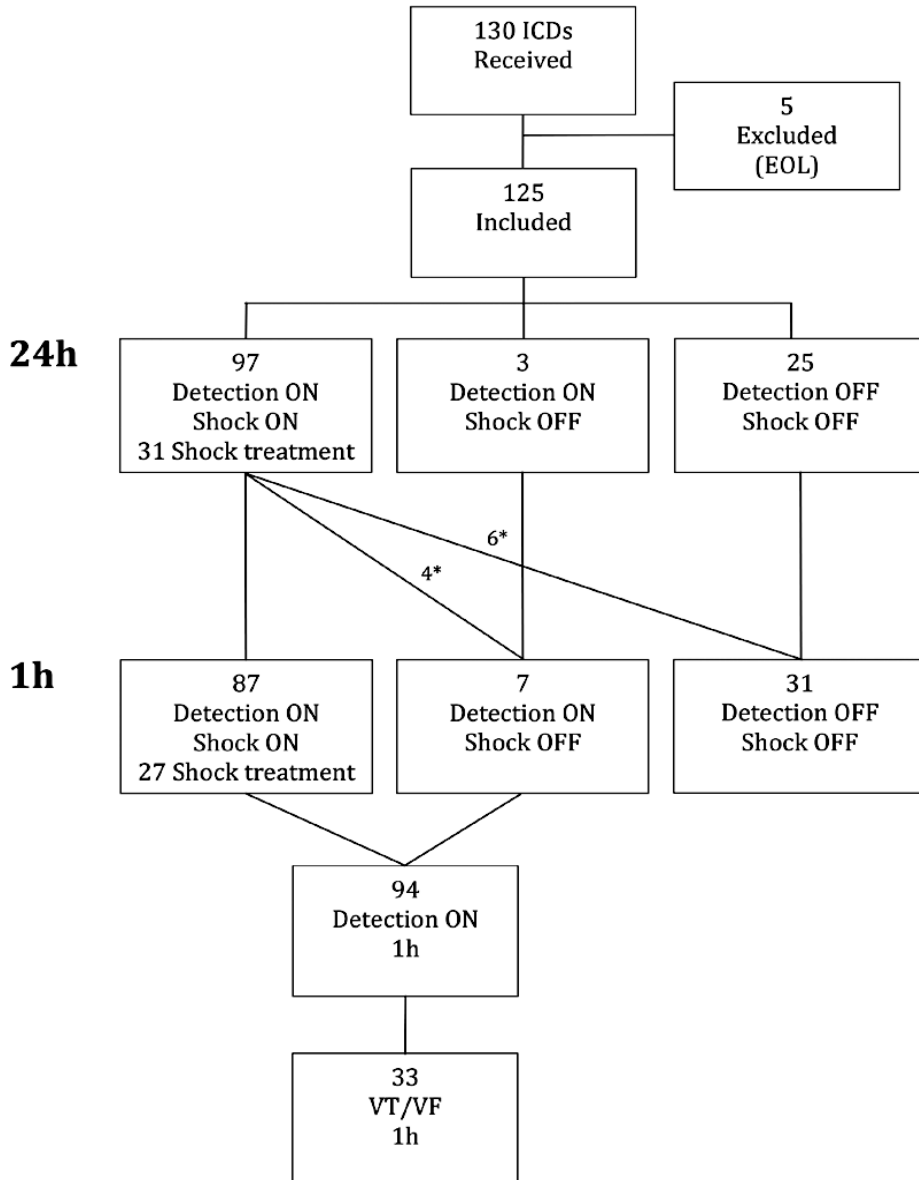 130 ICDs
Received
5
Excluded
(EOL)
125
Included
24h
97
Detection ON
Shock ON
31 Shock treatment
3
Detection ON
Shock OFF
25
Detection OFF
Shock OFF
6*
4*
1h
87
Detection ON
Shock ON
27 Shock treatment
7
Detection ON
Shock OFF
31
Detection OFF
Shock OFF
94
Detection ON
1h
33
VT/VF
1h